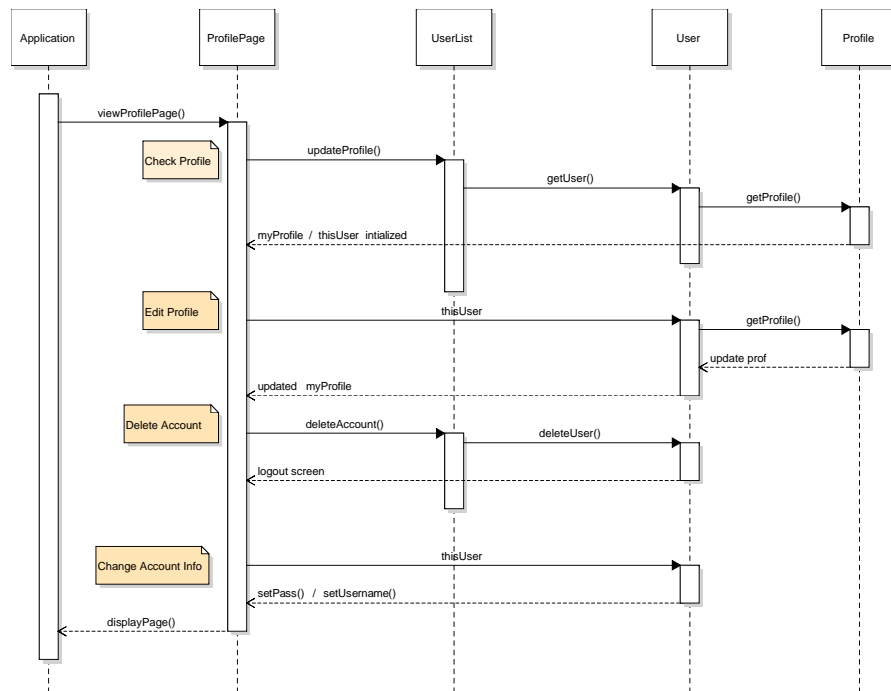 Application
ProfilePage
UserList
User
Profile
viewProfilePage()
Check Profile
updateProfile()
getUser()
getProfile()
myProfile / thisUser intialized
Edit Profile
thisUser
getProfile()
update prof
updated myProfile
Delete Account
deleteAccount()
deleteUser()
logout screen
Change Account Info
thisUser
setPass() / setUsername()
displayPage()